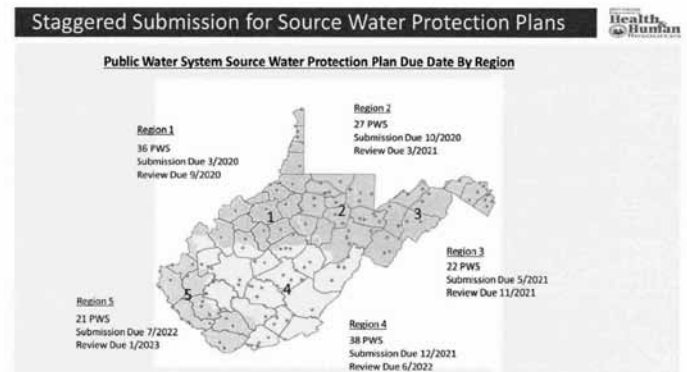 Staggered Submission for Source Water Protection Plans
Health
Human
Public Water System Source Water Protection Plan Due Date By Region
Region 1
36 PWS
Submission Due 3/2020
Review Due 9/2020
Region 2
27 PWS
Submission Due 10/2020
Review Due 3/2021
1
2
3
Region 3
22 PWS
Submission Due 5/2021
Review Due 11/2021
5
4
Region 5
21 PWS
Submission Due 7/2022
Review Due 1/2023
Region 4
38 PWS
Submission Due 12/2021
Review Due 6/2022